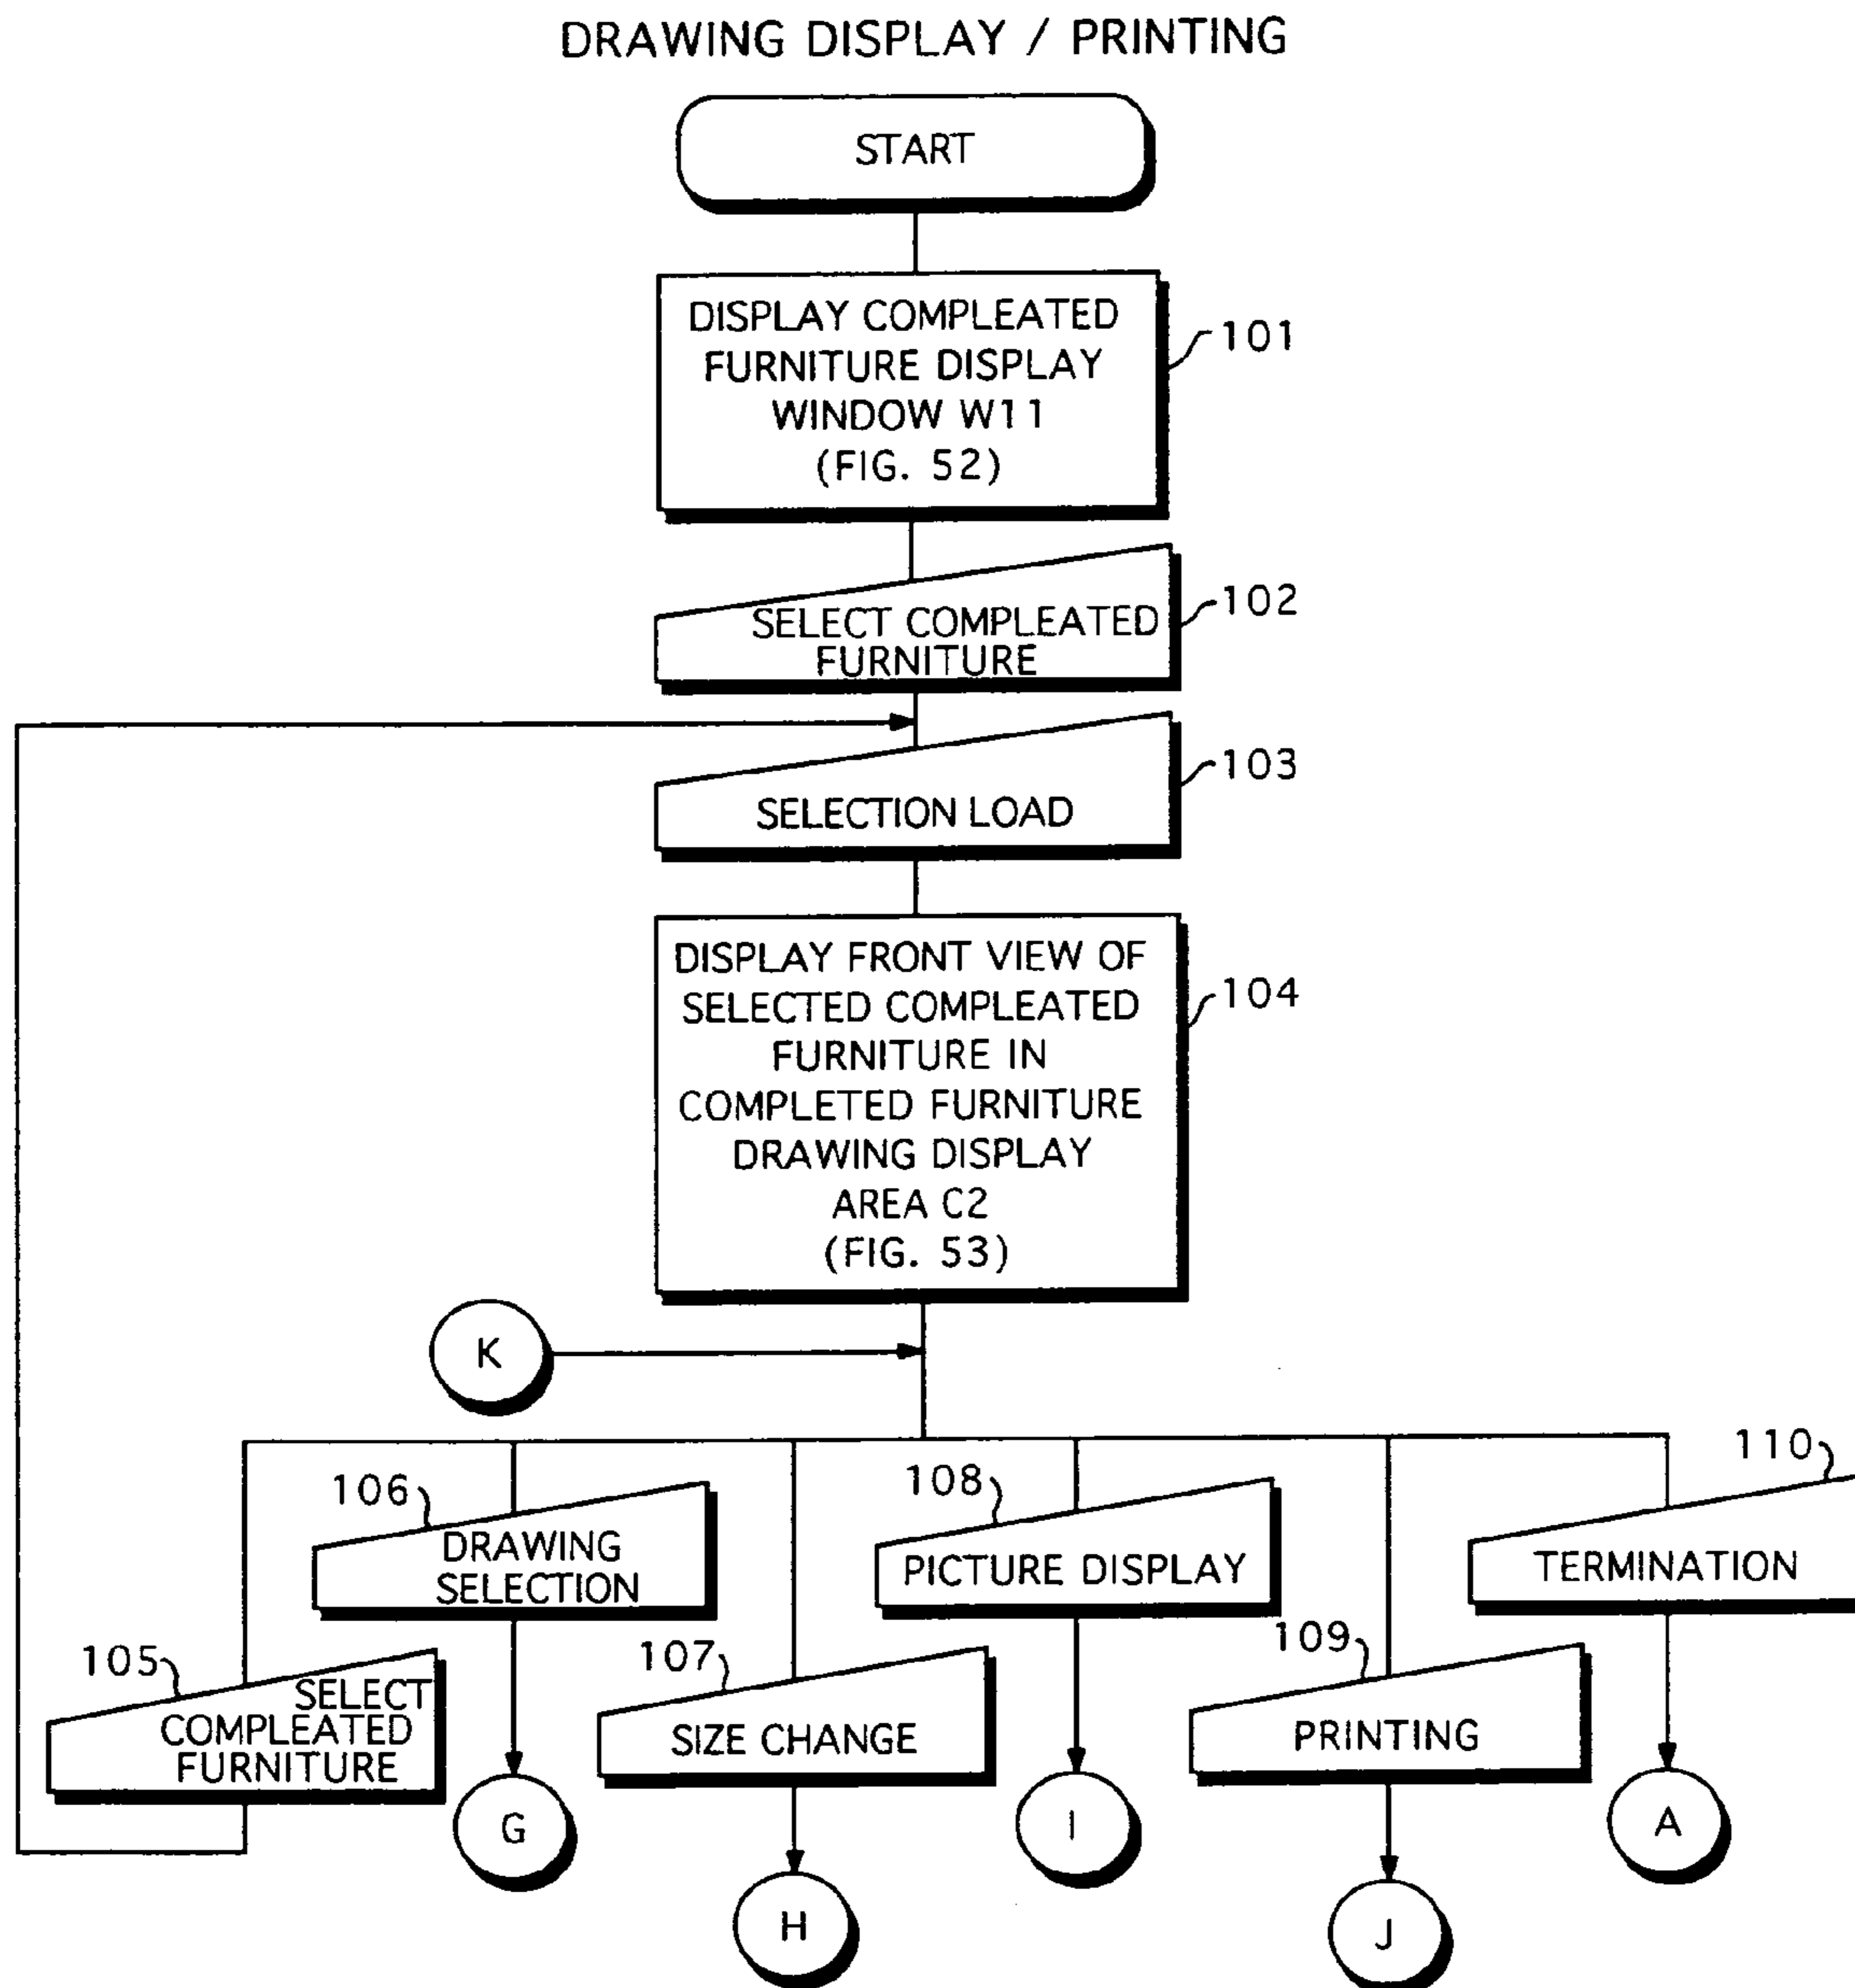 DRAWING DISPLAY / PRINTING
START
DISPLAY COMPLEATED
FURNITURE DISPLAY
WINDOW W11
(FIG. 52)
101
SELECT COMPLEATED
FURNITURE
102
SELECTION LOAD
103
DISPLAY FRONT VIEW OF
SELECTED COMPLEATED
FURNITURE IN
COMPLETED FURNITURE
DRAWING DISPLAY
AREA C2
(FIG. 53)
104
K
105
SELECT
COMPLEATED
FURNITURE
106
DRAWING
SELECTION
G
107
SIZE CHANGE
H
108
PICTURE DISPLAY
I
109
PRINTING
J
110
TERMINATION
A